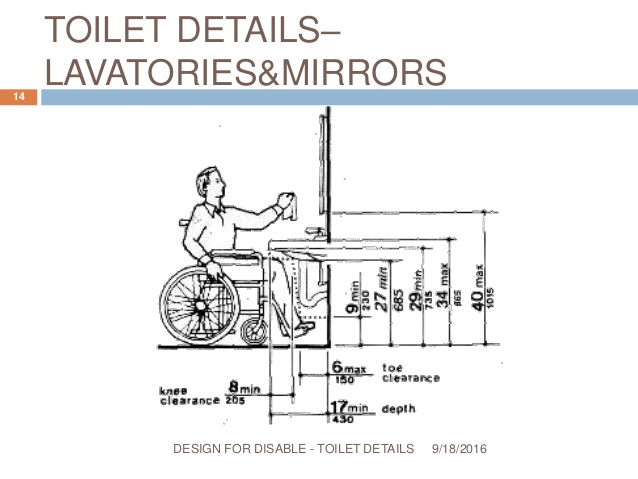 TOILET DETAILS–
LAVATORIES&MIRRORS
14
9 min
230
27 min
685
29 min
735
34 max
865
40 max
1015
6 max toe
150 clearance
knee 8 min
clearance 205
17 min depth
430
DESIGN FOR DISABLE - TOILET DETAILS 9/18/2016